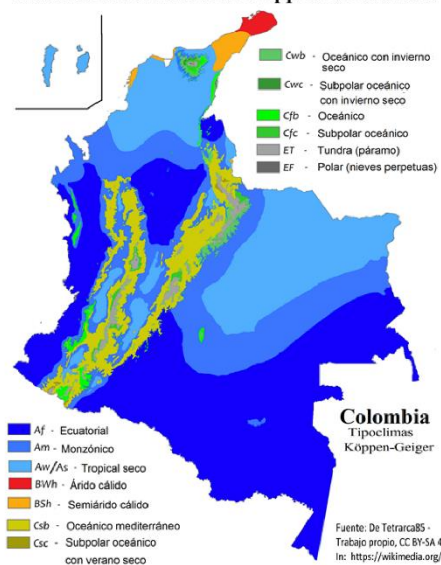 Cwb - Oceánico con invierno
seco
Cwc - Subpolar oceánico
con invierno seco
Cfb - Oceánico
Cfc - Subpolar oceánico
ET - Tundra (páramo)
EF - Polar (nieves perpetuas)
Af - Ecuatorial
Am - Monzónico
Aw/As - Tropical seco
BWh - Árido cálido
BSh - Semiárido cálido
Csb - Oceánico mediterráneo
Csc - Subpolar oceánico
con verano seco
Colombia
Tipoclimas
Köppen-Geiger
Fuente: De Tetrarca85 -
Trabajo propio, CC BY-SA 4
In: https://wikimedia.org/